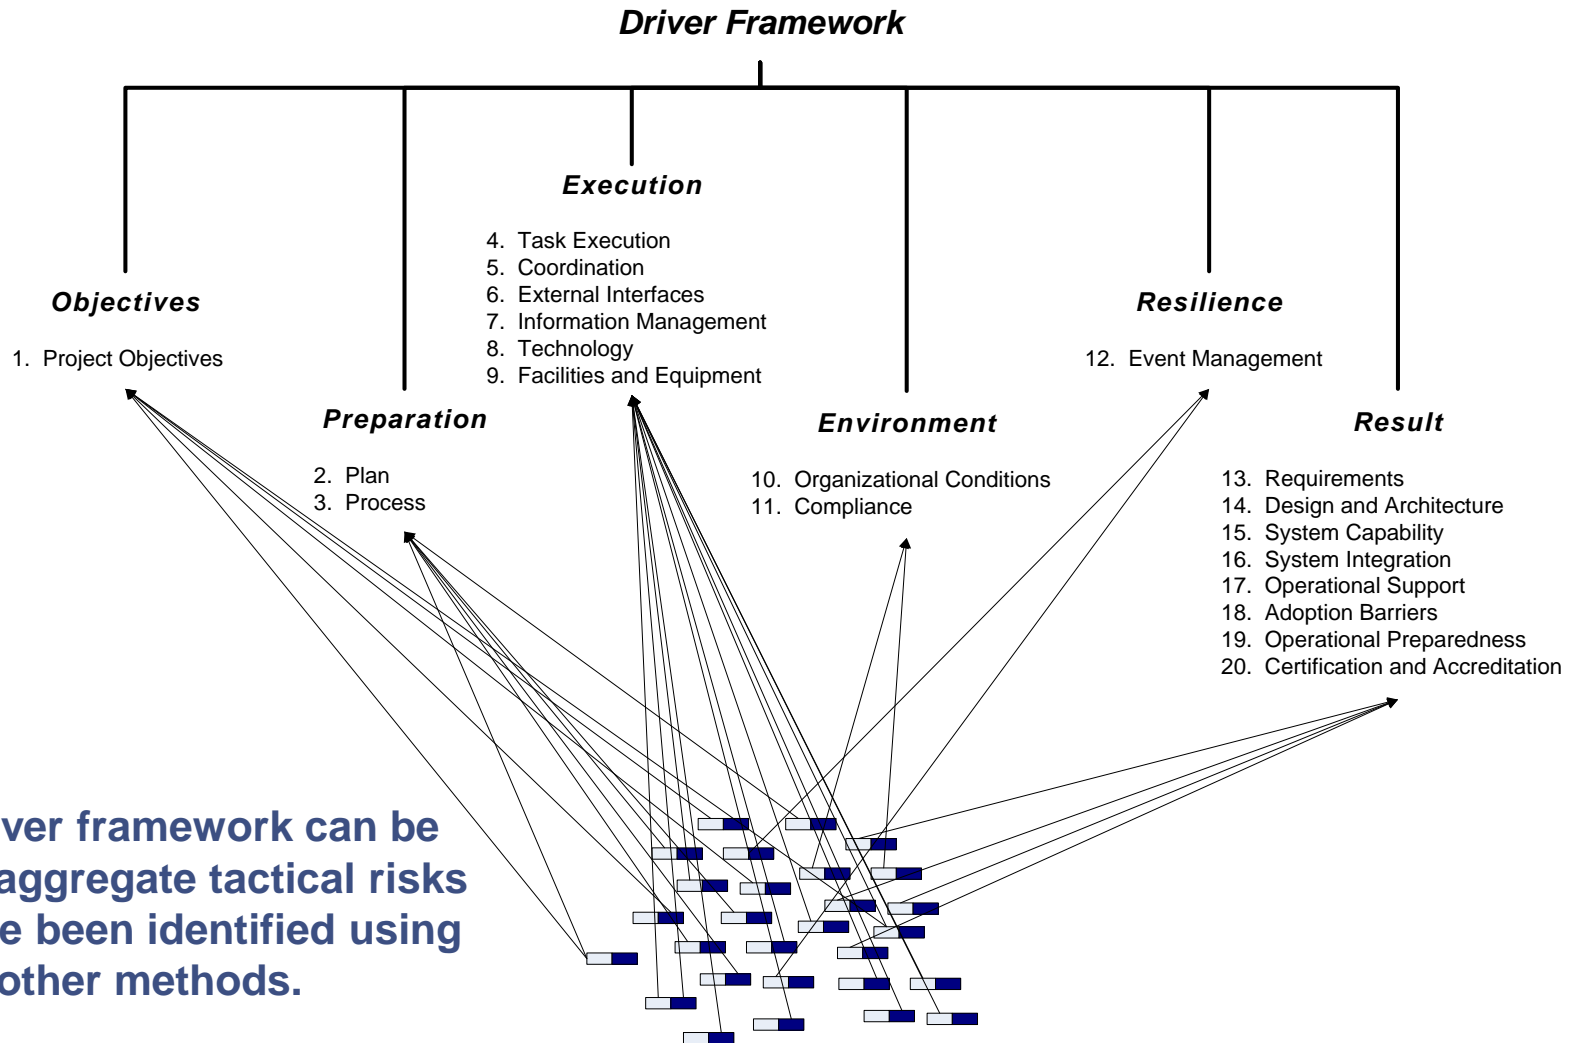 Driver Framework
Execution
4. Task Execution
5. Coordination
6. External Interfaces
7. Information Management
8. Technology
9. Facilities and Equipment
Objectives
1. Project Objectives
Resilience
12. Event Management
Preparation
2. Plan
3. Process
Environment
10. Organizational Conditions
11. Compliance
Result
13. Requirements
14. Design and Architecture
15. System Capability
16. System Integration
17. Operational Support
18. Adoption Barriers
19. Operational Preparedness
20. Certification and Accreditation
framework can be
aggregate tactical risks
been identified using
other methods.